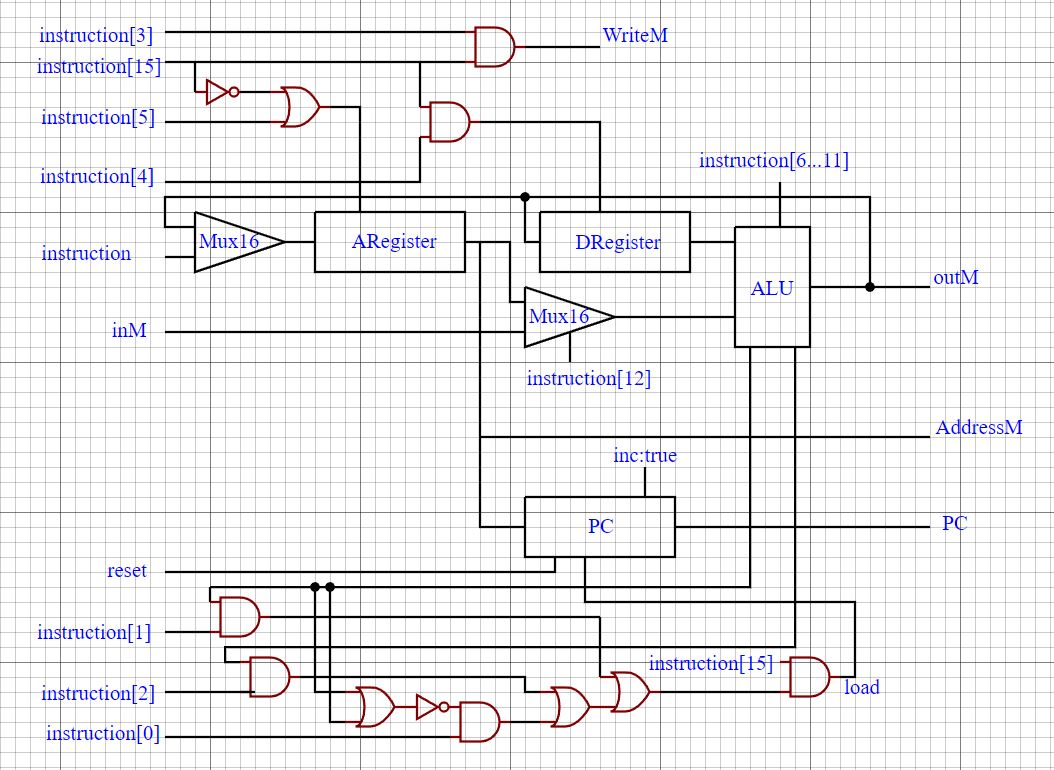 instruction[3]
WriteM
instruction[15]
instruction[5]
instruction[4]
instruction[6...11]
Mux16
ARegister
DRegister
instruction
outM
ALU
Mux16
inM
instruction[12]
AddressM
inc:true
PC
PC
reset
instruction[1]
instruction[15]
load
instruction[2]
instruction[0]